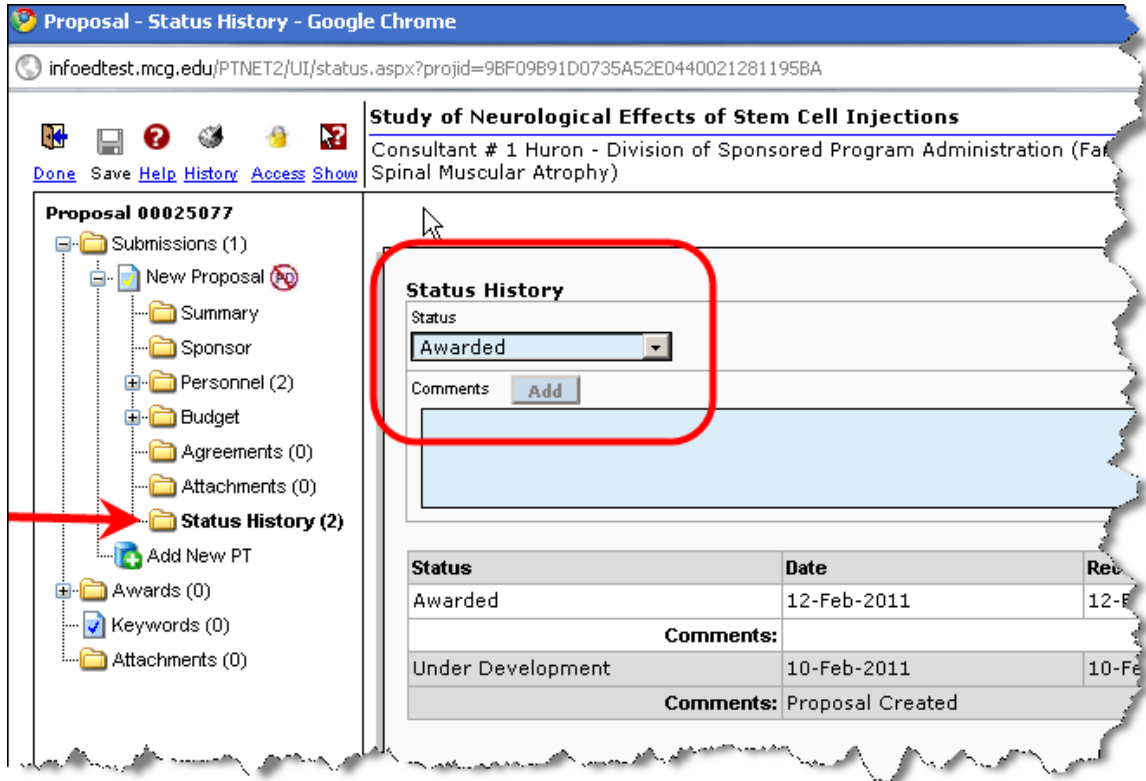 Proposal - Status History - Google Chrome
infoedtest.mcg.edu/PTNET2/UI/status.aspx?projid=9BF09B91D0735A52E0440021281195BA
Done Save Help History Access Show
Study of Neurological Effects of Stem Cell Injections
Consultant # 1 Huron - Division of Sponsored Program Administration
Spinal Muscular Atrophy)
Proposal 00025077
Submissions (1)
New Proposal
Summary
Sponsor
Personnel (2)
Budget
Agreements (0)
Attachments (0)
Status History (2)
Add New PT
Awards (0)
Keywords (0)
Attachments (0)
Status History
Status
Awarded
Comments Add
Status Date
Awarded 12-Feb-2011
Comments:
Under Development 10-Feb-2011
Comments: Proposal Created